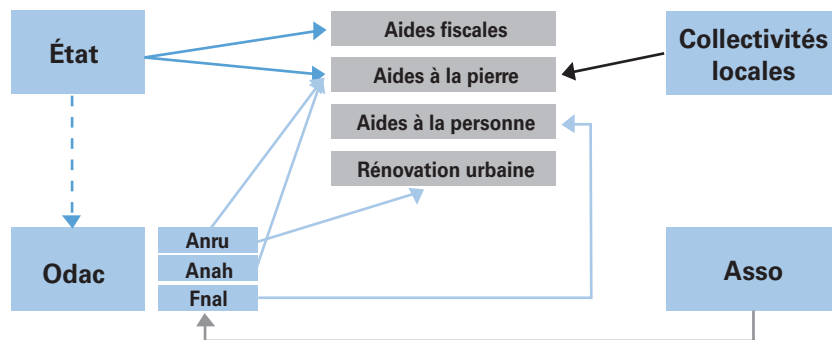 État
Aides fiscales
Aides à la pierre
Aides à la personne
Rénovation urbaine
Collectivités
locales
Odac
Anru
Anah
Fnal
Asso